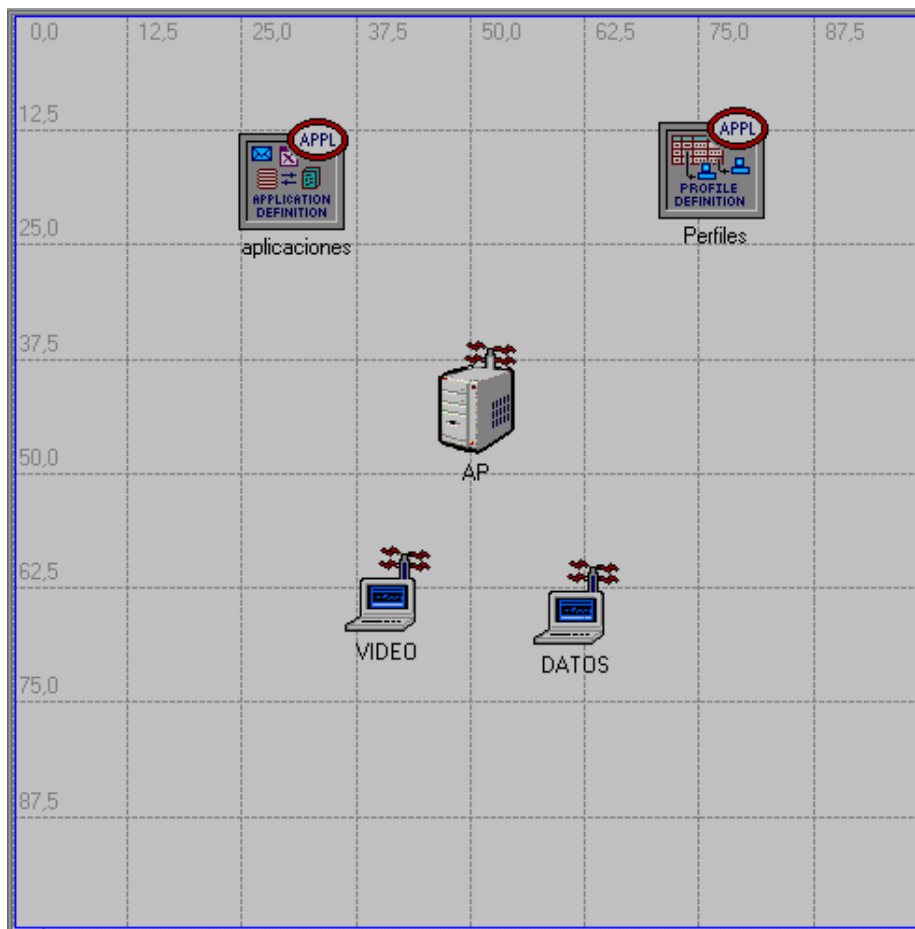 0,0 12,5 25,0 37,5 50,0 62,5 75,0 87,5
12,5
APPL
APPLICATION
DEFINITION
aplicaciones
APPL
PROFILE
DEFINITION
Perfiles
25,0
37,5
AP
50,0
62,5
VIDEO
DATOS
75,0
87,5